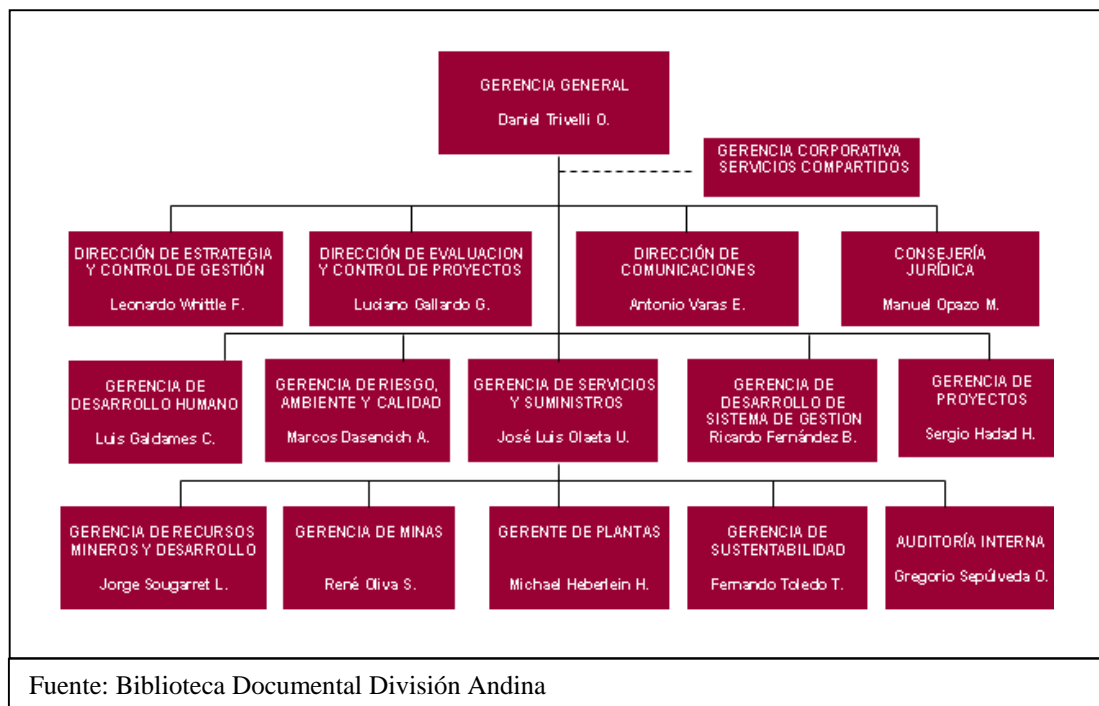 GERENCIA GENERAL
Daniel Trivelli O.
GERENCIA CORPORATIVA
SERVICIOS COMPARTIDOS
DIRECCIÓN DE ESTRATEGIA
Y CONTROL DE GESTIÓN
Leonardo Whittle F.
DIRECCIÓN DE EVALUACION
Y CONTROL DE PROYECTOS
Luciano Gallardo G.
DIRECCIÓN DE
COMUNICACIONES
Antonio Varas E.
CONSEJERÍA
JURÍDICA
Manuel Opazo M.
GERENCIA DE
DESARROLLO HUMANO
Luis Galdames C.
GERENCIA DE RIESGO,
AMBIENTE Y CALIDAD
Marcos Dasencich A.
GERENCIA DE SERVICIOS
Y SUMINISTROS
José Luis Olaeta U.
GERENCIA DE
DESARROLLO DE
SISTEMA DE GESTION
Ricardo Fernández B.
GERENCIA DE
PROYECTOS
Sergio Hadad H.
GERENCIA DE RECURSOS
MINEROS Y DESARROLLO
Jorge Sougarret L.
GERENCIA DE MINAS
René Oliva S.
GERENTE DE PLANTAS
Michael Heberlein H.
GERENCIA DE
SUSTENTABILIDAD
Fernando Toledo T.
AUDITORÍA INTERNA
Gregorio Sepúlveda O.
Fuente: Biblioteca Documental División Andina